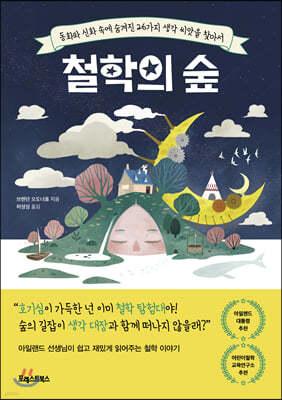 동화와 신화 속에 숨겨진 26가지 생각 씨앗을 찾아서
철학의 숲
브렌던 오도너휴 지음
허성심 옮김
“호기심이 가득한 넌 이미 철학 탐험대야!
숲의 길잡이 생각 대장과 함께 떠나지 않을래?”
아일랜드 선생님이 쉽고 재밌게 읽어주는 철학 이야기
아일랜드
대통령
추천
어린이철학
교육연구소
추천
포레스트북스